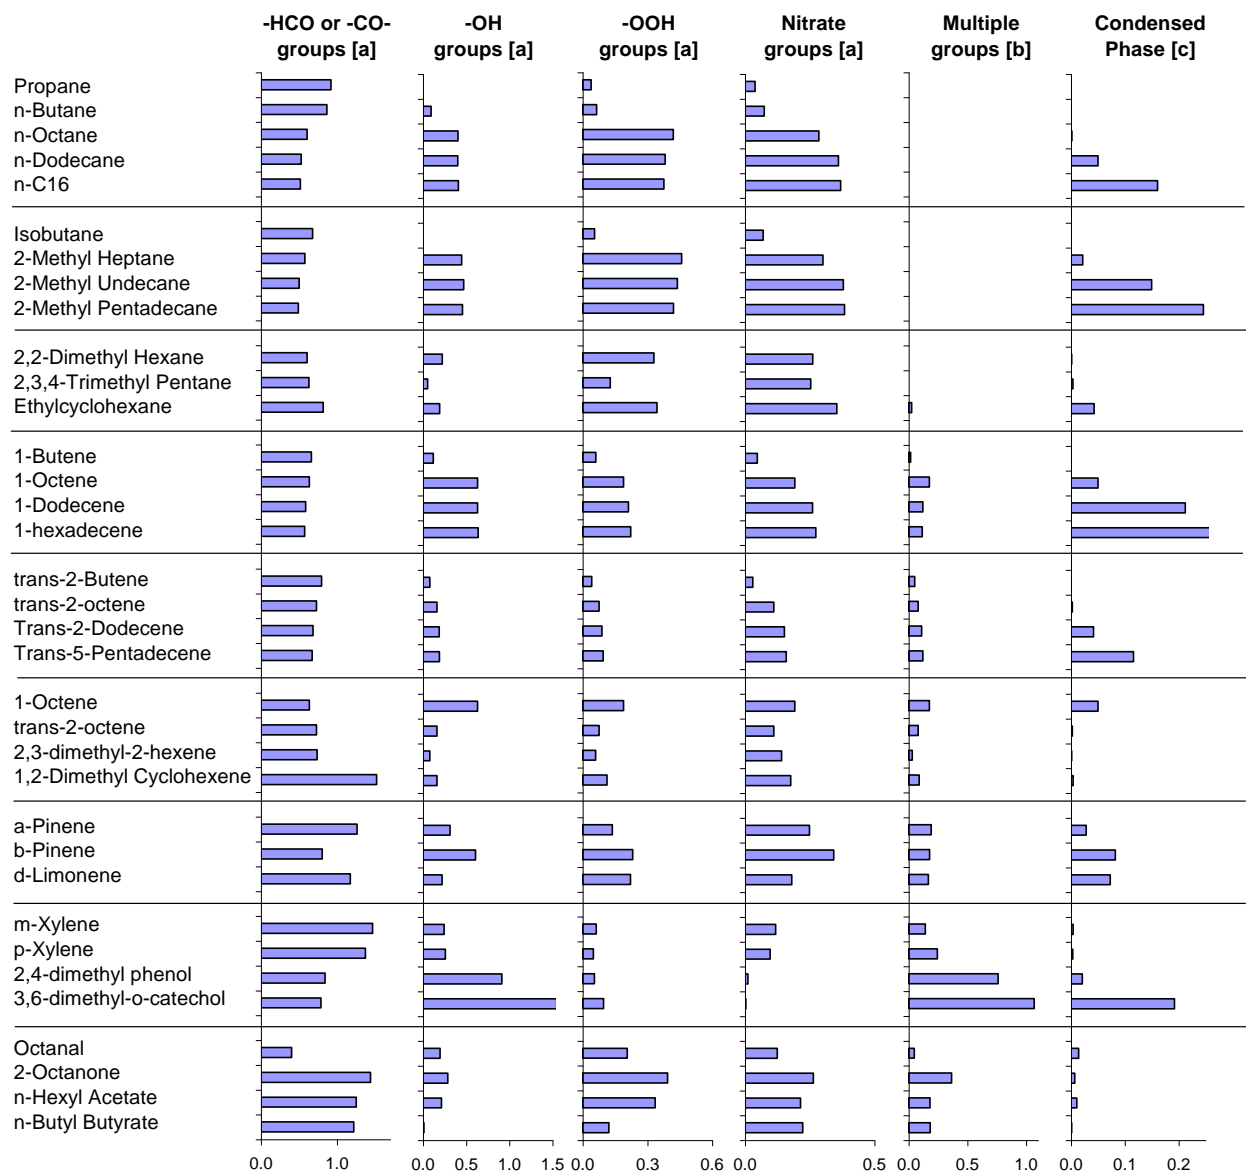 -HCO or -CO- -OH -OOH Nitrate Multiple Condensed
groups [a] groups [a] groups [a] groups [a] groups [b] Phase [c]
Propane
n-Butane
n-Octane
n-Dodecane
n-C16
Isobutane
2-Methyl Heptane
2-Methyl Undecane
2-Methyl Pentadecane
2,2-Dimethyl Hexane
2,3,4-Trimethyl Pentane
Ethylcyclohexane
1-Butene
1-Octene
1-Dodecene
1-hexadecene
trans-2-Butene
trans-2-octene
Trans-2-Dodecene
Trans-5-Pentadecene
1-Octene
trans-2-octene
2,3-dimethyl-2-hexene
1,2-Dimethyl Cyclohexene
a-Pinene
b-Pinene
d-Limonene
m-Xylene
p-Xylene
2,4-dimethyl phenol
3,6-dimethyl-o-catechol
Octanal
2-Octanone
n-Hexyl Acetate
n-Butyl Butyrate
0.0 1.0 0.0 0.5 1.0 1.5 0.0 0.3 0.6 0.0 0.5 0.0 0.5 1.0 0.0 0.1 0.2